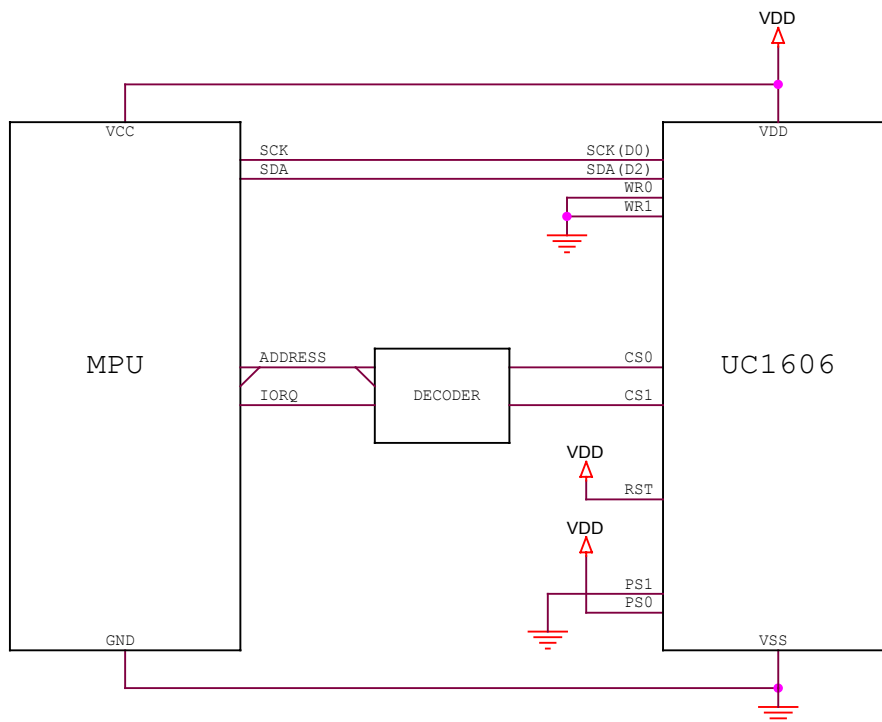 VDD
VCC
VDD
SCK
SCK(D0)
SDA
SDA(D2)
WR0
WR1
MPU
ADDRESS
IORQ
DECODER
CS0
CS1
UC1606
VDD
RST
VDD
PS1
PS0
GND
VSS